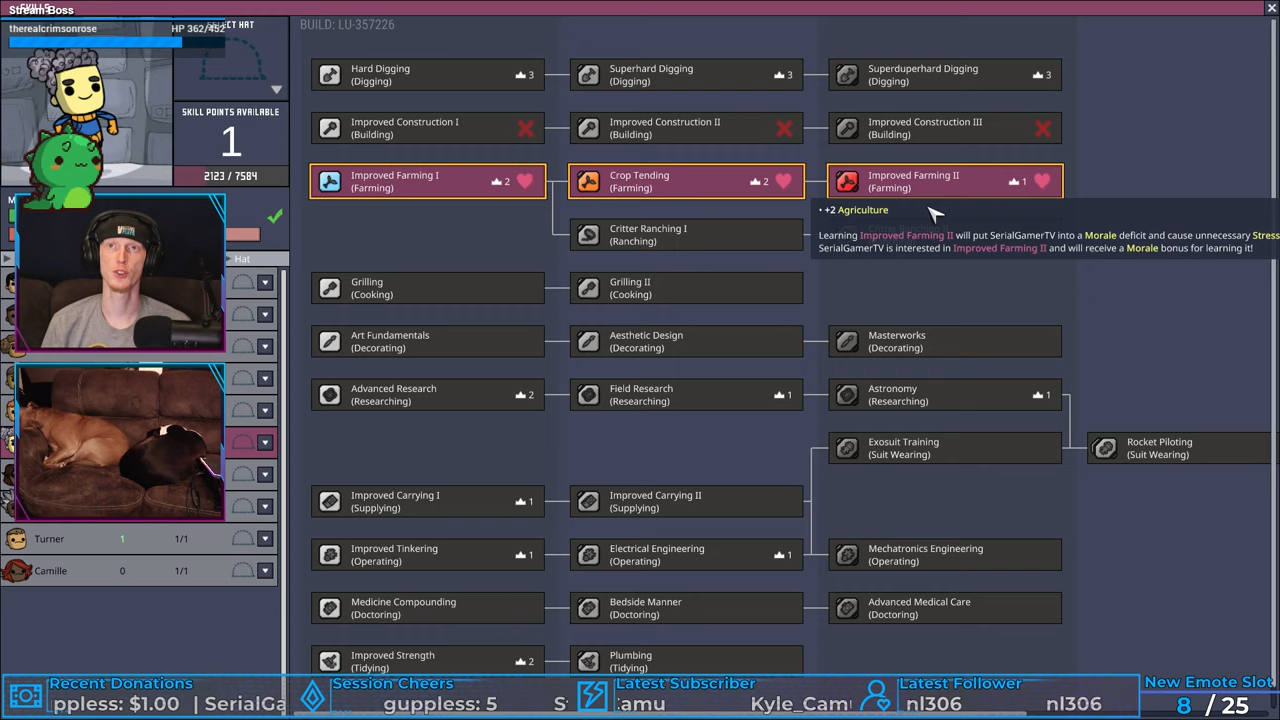 Stream Boss
therealcrimsonrose HP 362/452
SELECT HAT
SKILL POINTS AVAILABLE
1
2123 / 7584
Hat
Turner 1 1/1
Camille 0 1/1
BUILD: LU-357226
Hard Digging
(Digging)
3
Superhard Digging
(Digging)
3
Superduperhard Digging
(Digging)
3
Improved Construction I
(Building)
Improved Construction II
(Building)
Improved Construction III
(Building)
Improved Farming I
(Farming)
2
Crop Tending
(Farming)
2
Improved Farming II
(Farming)
1
• +2 Agriculture
Learning Improved Farming II will put SerialGamerTV into a Morale deficit and cause unnecessary Stress
SerialGamerTV is interested in Improved Farming II and will receive a Morale bonus for learning it!
Critter Ranching I
(Ranching)
Grilling
(Cooking)
Grilling II
(Cooking)
Art Fundamentals
(Decorating)
Aesthetic Design
(Decorating)
Masterworks
(Decorating)
Advanced Research
(Researching)
2
Field Research
(Researching)
1
Astronomy
(Researching)
1
Exosuit Training
(Suit Wearing)
Rocket Piloting
(Suit Wearing)
Improved Carrying I
(Supplying)
1
Improved Carrying II
(Supplying)
Improved Tinkering
(Operating)
1
Electrical Engineering
(Operating)
1
Mechatronics Engineering
(Operating)
Medicine Compounding
(Doctoring)
Bedside Manner
(Doctoring)
Advanced Medical Care
(Doctoring)
Improved Strength
(Tidying)
2
Plumbing
(Tidying)
Recent Donations
ppless: $1.00 | SerialGa
Session Cheers
guppless: 5 S
Latest Subscriber
amu Kyle_Cam
Latest Follower
nl306 nl306
New Emote Slot
8 / 25